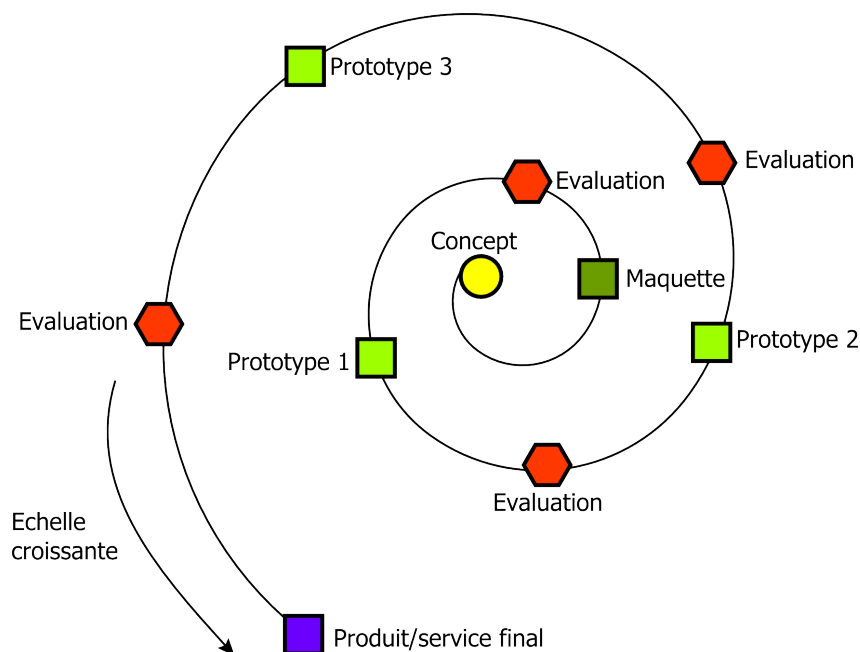 Prototype 3
Evaluation
Evaluation
Concept
Maquette
Evaluation
Prototype 2
Prototype 1
Evaluation
Echelle
croissante
Produit/service final